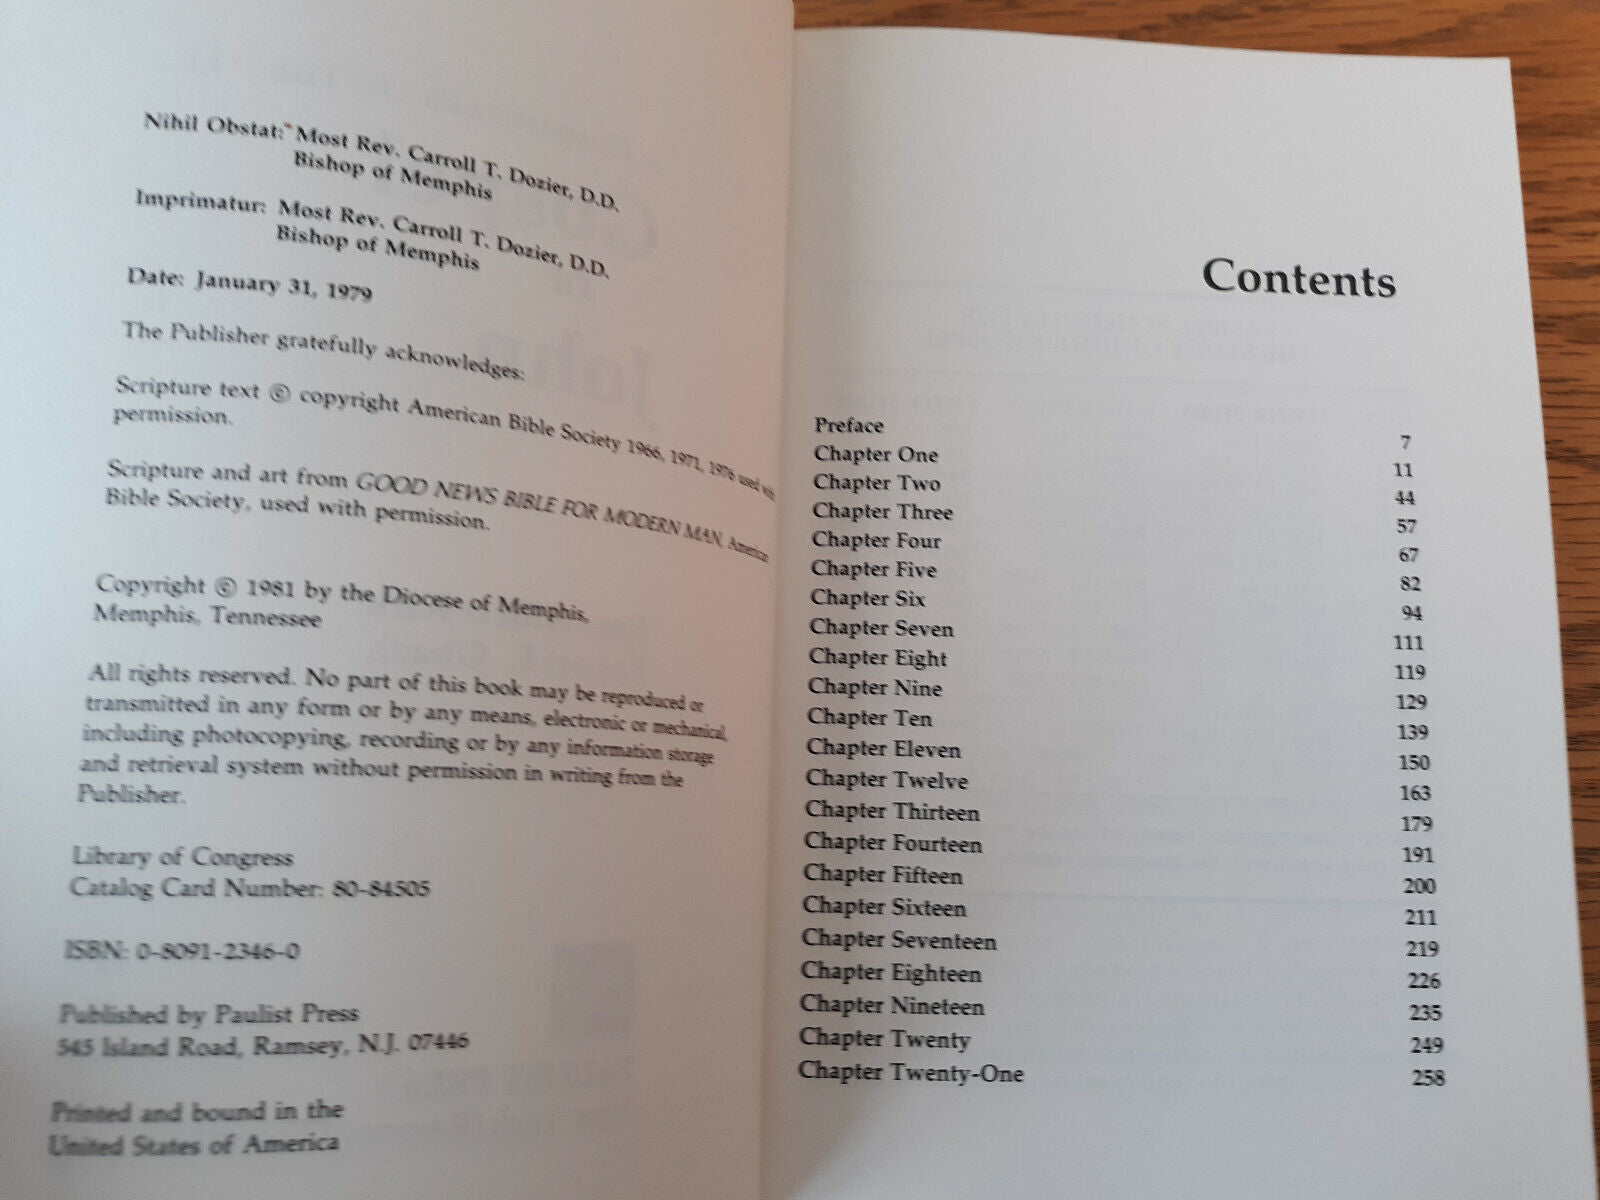 Nihil Obstat: Most Rev. Carroll T. Dozier, D.D.
Bishop of Memphis
Imprimatur: Most Rev. Carroll T. Dozier, D.D.
Bishop of Memphis
Date: January 31, 1979
The Publisher gratefully acknowledges:
Scripture text © copyright American Bible Society 1966, 1971, 1976 used with
permission.
Scripture and art from GOOD NEWS BIBLE FOR MODERN MAN, American
Bible Society, used with permission.
Copyright © 1981 by the Diocese of Memphis,
Memphis, Tennessee
All rights reserved. No part of this book may be reproduced or
transmitted in any form or by any means, electronic or mechanical,
including photocopying, recording or by any information storage
and retrieval system without permission in writing from the
Publisher.
Library of Congress
Catalog Card Number: 80-84505
ISBN: 0-8091-2346-0
Published by Paulist Press
545 Island Road, Ramsey, N.J. 07446
Printed and bound in the
United States of America
Contents
Preface 7
Chapter One 11
Chapter Two 44
Chapter Three 57
Chapter Four 67
Chapter Five 82
Chapter Six 94
Chapter Seven 111
Chapter Eight 119
Chapter Nine 129
Chapter Ten 139
Chapter Eleven 150
Chapter Twelve 163
Chapter Thirteen 179
Chapter Fourteen 191
Chapter Fifteen 200
Chapter Sixteen 211
Chapter Seventeen 219
Chapter Eighteen 226
Chapter Nineteen 235
Chapter Twenty 249
Chapter Twenty-One 258